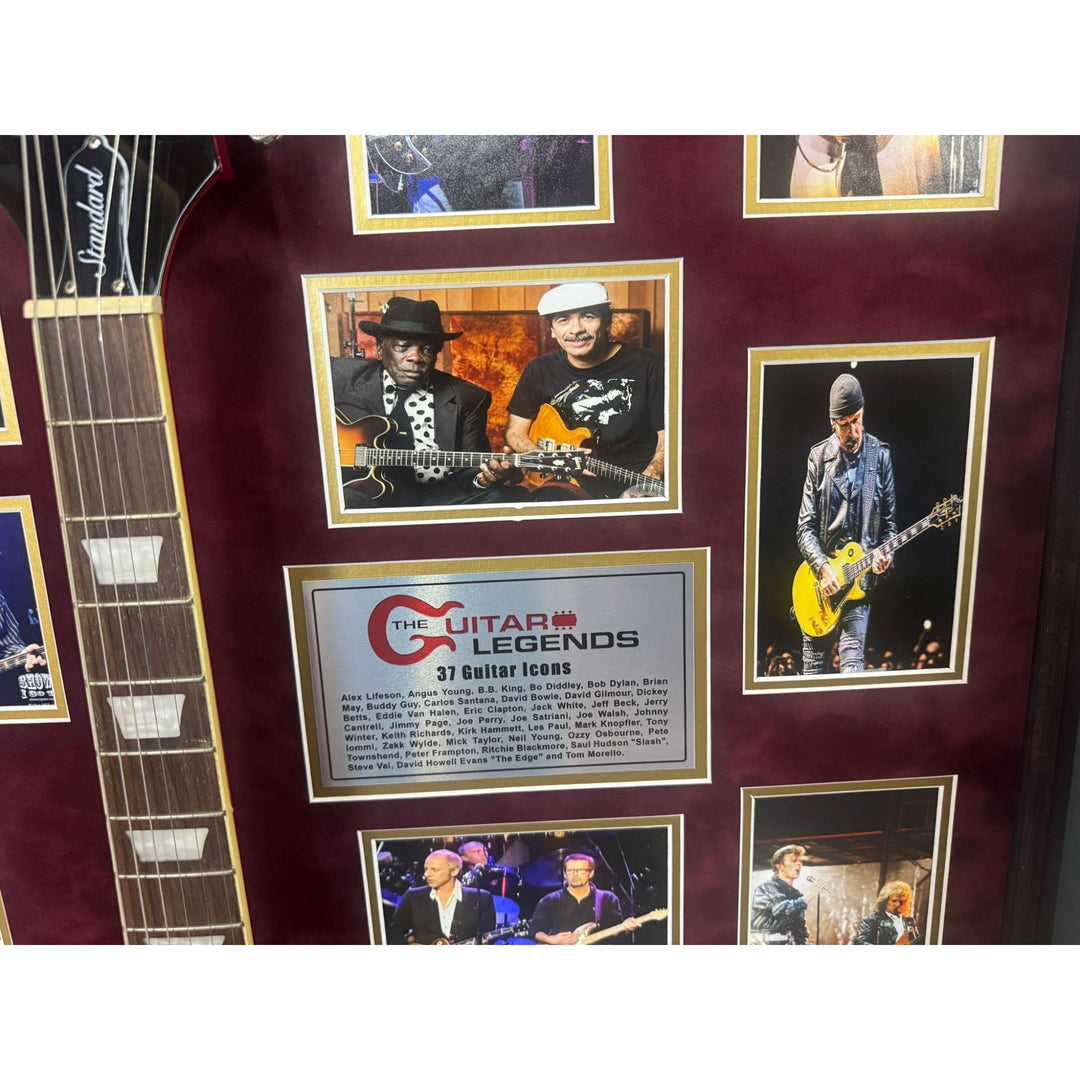 Standard
THE GUITAR
LEGENDS
37 Guitar Icons
Alex Lifeson, Angus Young, B.B. King, Bo Diddley, Bob Dylan, Brian
May, Buddy Guy, Carlos Santana, David Bowie, David Gilmour, Dickey
Betts, Eddie Van Halen, Eric Clapton, Jack White, Jeff Beck, Jerry
Cantrell, Jimmy Page, Joe Perry, Joe Satriani, Joe Walsh, Johnny
Winter, Keith Richards, Kirk Hammett, Les Paul, Mark Knopfler, Tony
Iommi, Zakk Wylde, Mick Taylor, Neil Young, Ozzy Osbourne, Pete
Townshend, Peter Frampton, Ritchie Blackmore, Saul Hudson "Slash",
Steve Vai, David Howell Evans "The Edge" and Tom Morello.